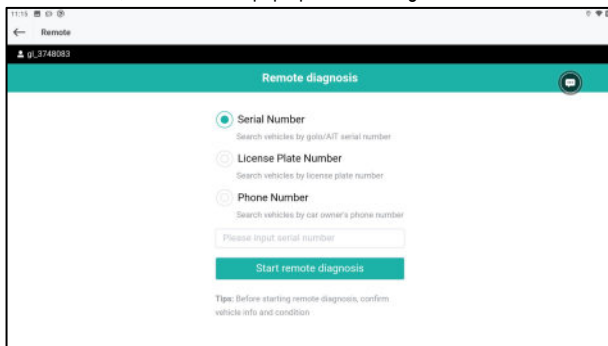 11:15
Remote
gl_3748083
Remote diagnosis
Serial Number
Search vehicles by golo/AIT serial number
License Plate Number
Search vehicles by license plate number
Phone Number
Search vehicles by car owner's phone number
Please input serial number
Start remote diagnosis
Tips: Before starting remote diagnosis, confirm
vehicle info and condition